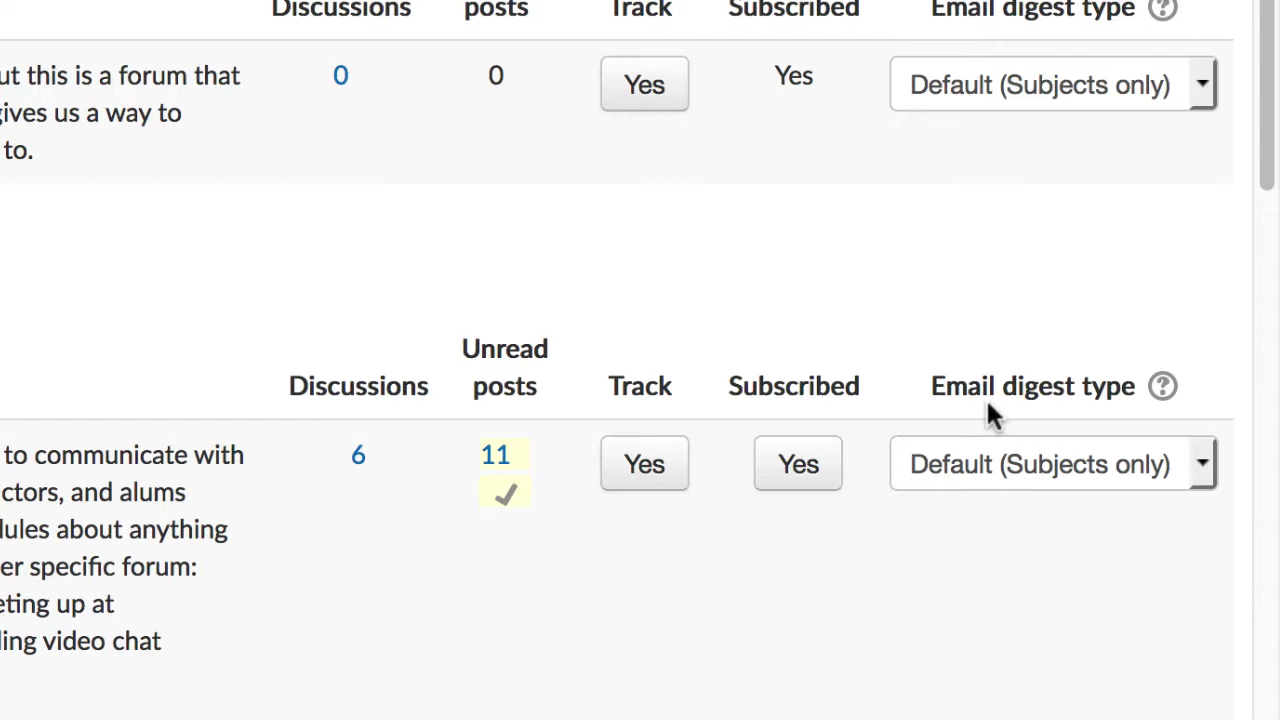 Discussions posts Track Subscribed Email digest type ?
ut this is a forum that 0 0 Yes Yes Default (Subjects only)
gives us a way to
to.
Unread
Discussions posts Track Subscribed Email digest type ?
to communicate with 6 11 Yes Yes Default (Subjects only)
ctors, and alums
dules about anything
er specific forum:
eting up at
ding video chat